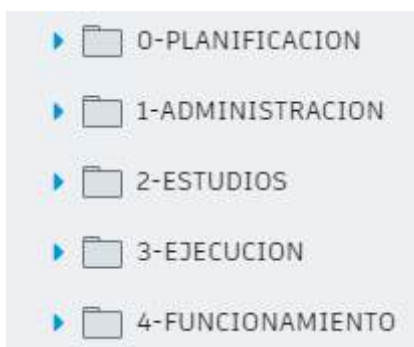 0-PLANIFICACION
1-ADMINISTRACION
2-ESTUDIOS
3-EJECUCION
4-FUNCIONAMIENTO